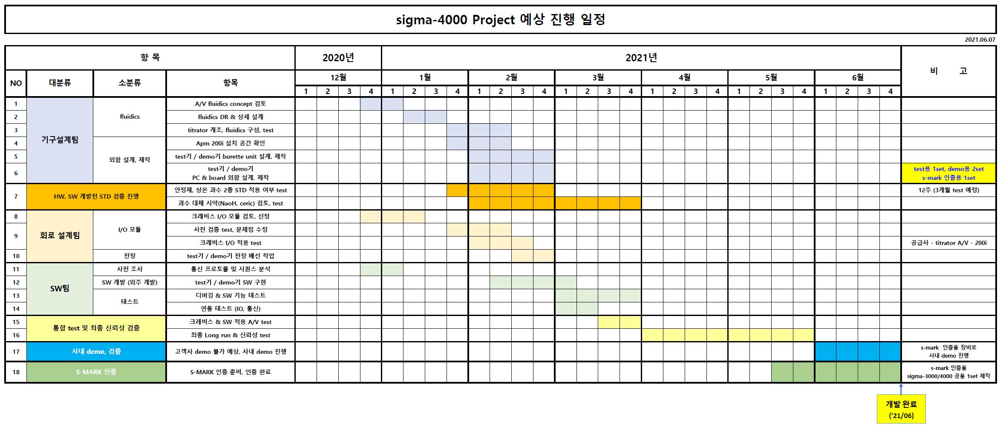 sigma-4000 Project 예상 진행 일정
2021.06.07
항 목 2020년 2021년 비 고
NO 대분류 소분류 항목 12월 1월 2월 3월 4월 5월 6월
1 2 3 4 1 2 3 4 1 2 3 4 1 2 3 4 1 2 3 4 1 2 3 4 1 2 3 4
1 기구설계팀 fluidics A/V fluidics concept 검토
2 fluidics DR & 상세 설계
3 titrator 개조, fluidics 구성, test
4 외함 설계, 제작 Apm 200i 설치 공간 확인
5 test기 / demo기 burette unit 설계, 제작
6 test기 / demo기
PC & board 외함 설계, 제작
test용 1set, demo용 2set
s-mark 인증용 1set
7 HW, SW 개발전 STD 검증 진행 안정제, 상온 과수 2종 STD 적용 여부 test 12주 (3개월 test 예정)
과수 대체 시약(NaoH, ceric) 검토, test
8 회로 설계팀 I/O 모듈 크래비스 I/O 모듈 검토, 선정
9 사전 검증 test, 문제점 수정
크래비스 I/O 적용 test 공급사 - titrator A/V - 200i
10 전장 test기 / demo기 전장 배선 작업
11 SW팀 사전 조사 통신 프로토콜 및 시퀀스 분석
12 SW 개발 (외주 개발) test기 / demo기 SW 구현
13 테스트 디버깅 & SW 기능 테스트
14 연동 테스트 (IO, 통신)
15 통합 test 및 최종 신뢰성 검증 크레비스 & SW 적용 A/V test
16 최종 Long run & 신뢰성 test
17 사내 demo, 검증 고객사 demo 불가 예상, 사내 demo 진행
s-mark 인증용 장비로
사내 demo 진행
18 S-MARK 인증 S-MARK 인증 준비, 인증 완료
s-mark 인증용
sigma-3000/4000 공용 1set 제작
개발 완료
('21/06)